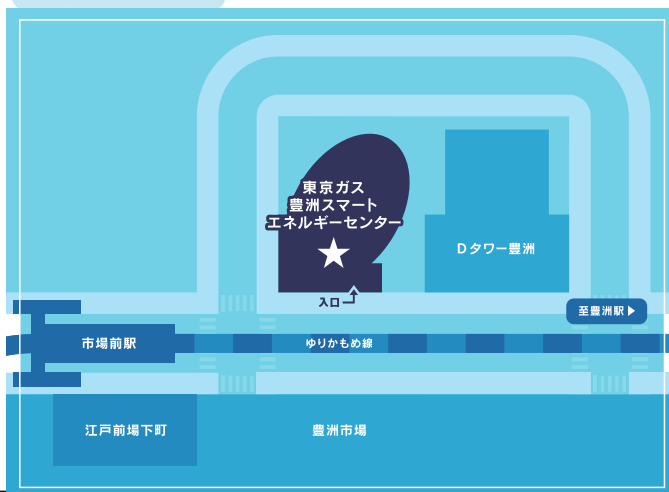 東京ガス
豊洲スマート
エネルギーセンター
Dタワー豊洲
入口
至豊洲駅▶
市場前駅
ゆりかもめ線
江戸前場下町
豊洲市場